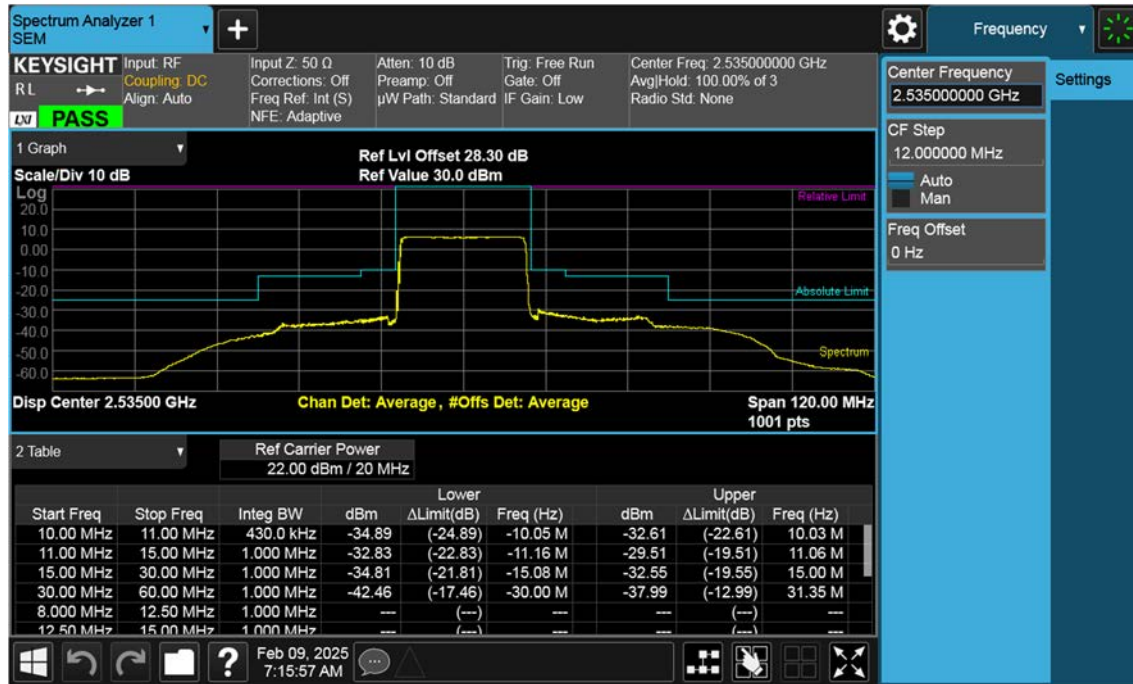 Spectrum Analyzer 1
SEM
+
Frequency
KEYSIGHT
RL
LXI PASS
Input: RF
Coupling: DC
Align: Auto
Input Z: 50 Ω
Corrections: Off
Freq Ref: Int (S)
NFE: Adaptive
Atten: 10 dB
Preamp: Off
µW Path: Standard
Trig: Free Run
Gate: Off
IF Gain: Low
Center Freq: 2.535000000 GHz
Avg|Hold: 100.00% of 3
Radio Std: None
Center Frequency
2.535000000 GHz
Settings
CF Step
12.000000 MHz
Auto
Man
Freq Offset
0 Hz
1 Graph
Scale/Div 10 dB
Ref Lvl Offset 28.30 dB
Ref Value 30.0 dBm
Log
Relative Limit
20.0
10.0
0.00
-10.0
-20.0
Absolute Limit
-30.0
-40.0
-50.0
Spectrum
-60.0
Disp Center 2.53500 GHz
Chan Det: Average, #Offs Det: Average
Span 120.00 MHz
1001 pts
2 Table
Ref Carrier Power
22.00 dBm / 20 MHz
Lower Upper
Start Freq Stop Freq Integ BW dBm ΔLimit(dB) Freq (Hz) dBm ΔLimit(dB) Freq (Hz)
10.00 MHz 11.00 MHz 430.0 kHz -34.89 (-24.89) -10.05 M -32.61 (-22.61) 10.03 M
11.00 MHz 15.00 MHz 1.000 MHz -32.83 (-22.83) -11.16 M -29.51 (-19.51) 11.06 M
15.00 MHz 30.00 MHz 1.000 MHz -34.81 (-21.81) -15.08 M -32.55 (-19.55) 15.00 M
30.00 MHz 60.00 MHz 1.000 MHz -42.46 (-17.46) -30.00 M -37.99 (-12.99) 31.35 M
8.000 MHz 12.50 MHz 1.000 MHz --- (---) --- --- (---) ---
12.50 MHz 15.00 MHz 1.000 MHz --- (---) --- --- (---) ---
?
Feb 09, 2025
7:15:57 AM